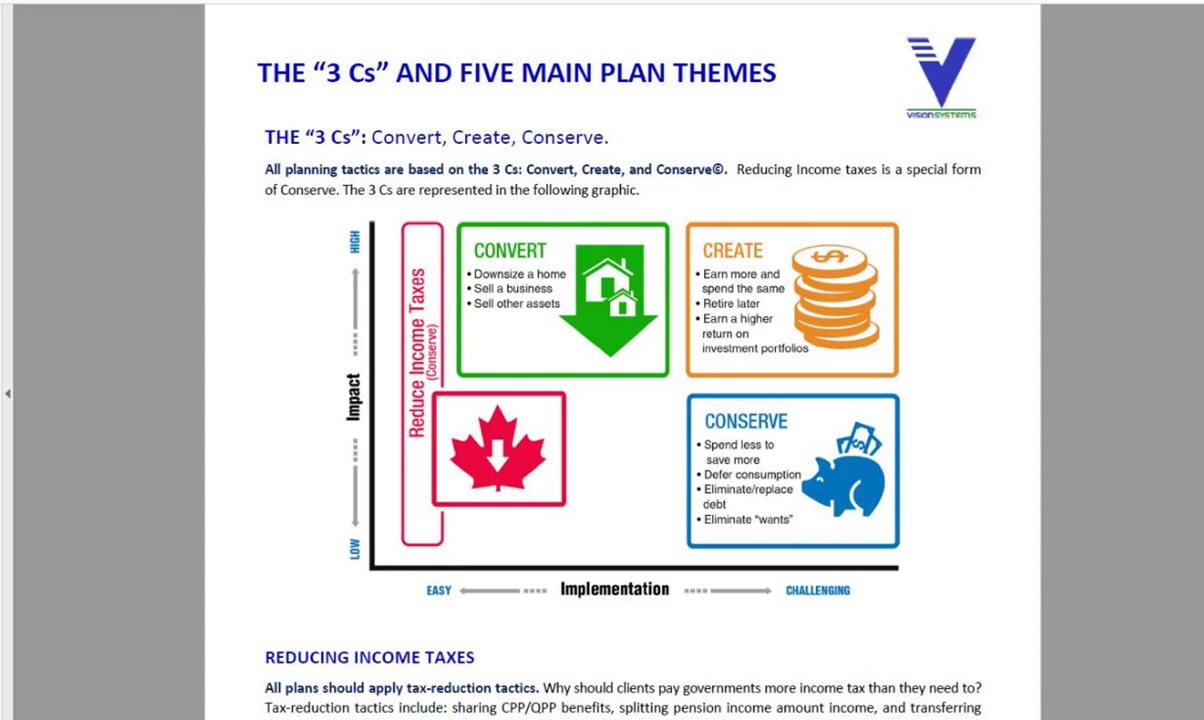 THE “3 Cs” AND FIVE MAIN PLAN THEMES
VISION SYSTEMS
THE “3 Cs”: Convert, Create, Conserve.
All planning tactics are based on the 3 Cs: Convert, Create, and Conserve©. Reducing Income taxes is a special form
of Conserve. The 3 Cs are represented in the following graphic.
HIGH
Impact
LOW
Reduce Income Taxes
(Conserve)
CONVERT
• Downsize a home
• Sell a business
• Sell other assets
CREATE
• Earn more and
spend the same
• Retire later
• Earn a higher
return on
investment portfolios
$
CONSERVE
• Spend less to
save more
• Defer consumption
• Eliminate/replace
debt
• Eliminate “wants”
$
EASY
Implementation
CHALLENGING
REDUCING INCOME TAXES
All plans should apply tax-reduction tactics. Why should clients pay governments more income tax than they need to?
Tax-reduction tactics include: sharing CPP/QPP benefits, splitting pension income amount income, and transferring